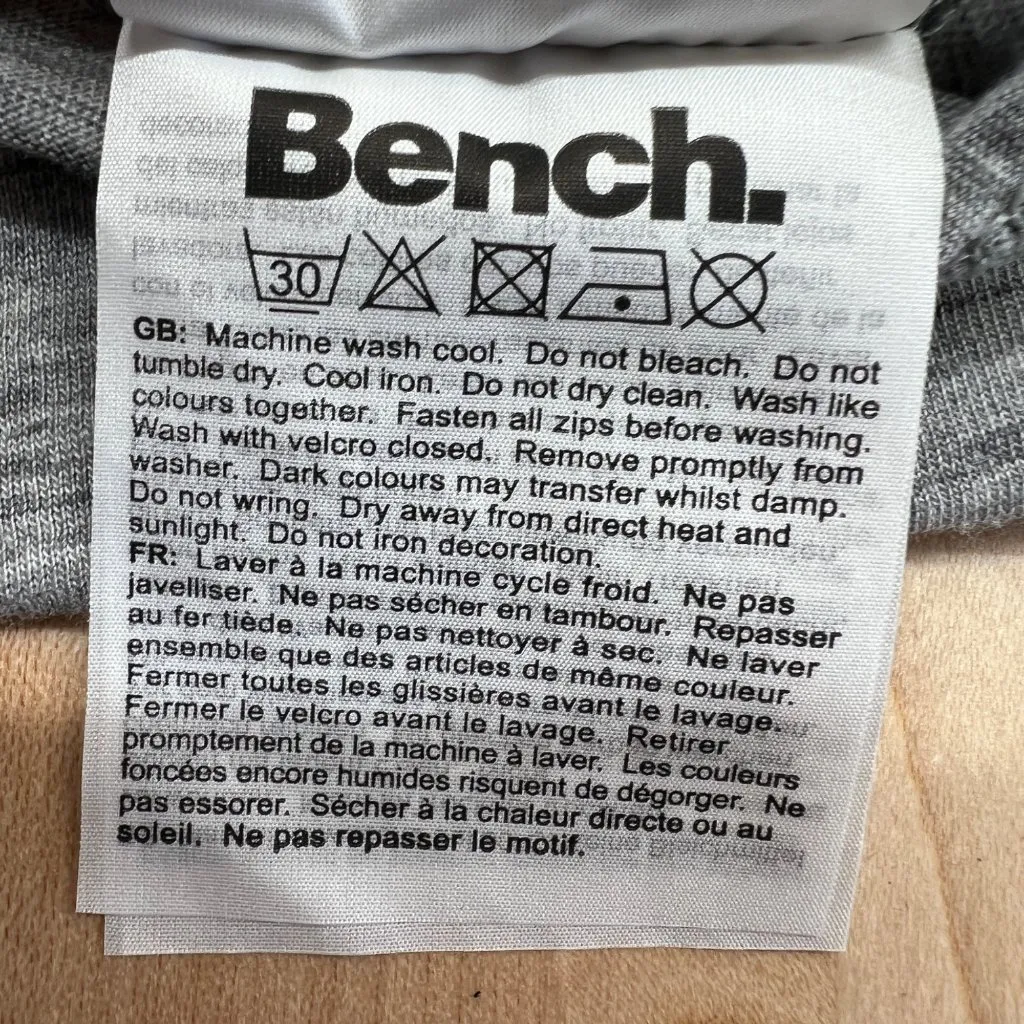 Bench.
30
GB: Machine wash cool. Do not bleach. Do not
tumble dry. Cool iron. Do not dry clean. Wash like
colours together. Fasten all zips before washing.
Wash with velcro closed. Remove promptly from
washer. Dark colours may transfer whilst damp.
Do not wring. Dry away from direct heat and
sunlight. Do not iron decoration.
FR: Laver à la machine cycle froid. Ne pas
javelliser. Ne pas sécher en tambour. Repasser
au fer tiède. Ne pas nettoyer à sec. Ne laver
ensemble que des articles de même couleur.
Fermer toutes les glissières avant le lavage.
Fermer le velcro avant le lavage. Retirer
promptement de la machine à laver. Les couleurs
foncées encore humides risquent de dégorger. Ne
pas essorer. Sécher à la chaleur directe ou au
soleil. Ne pas repasser le motif.